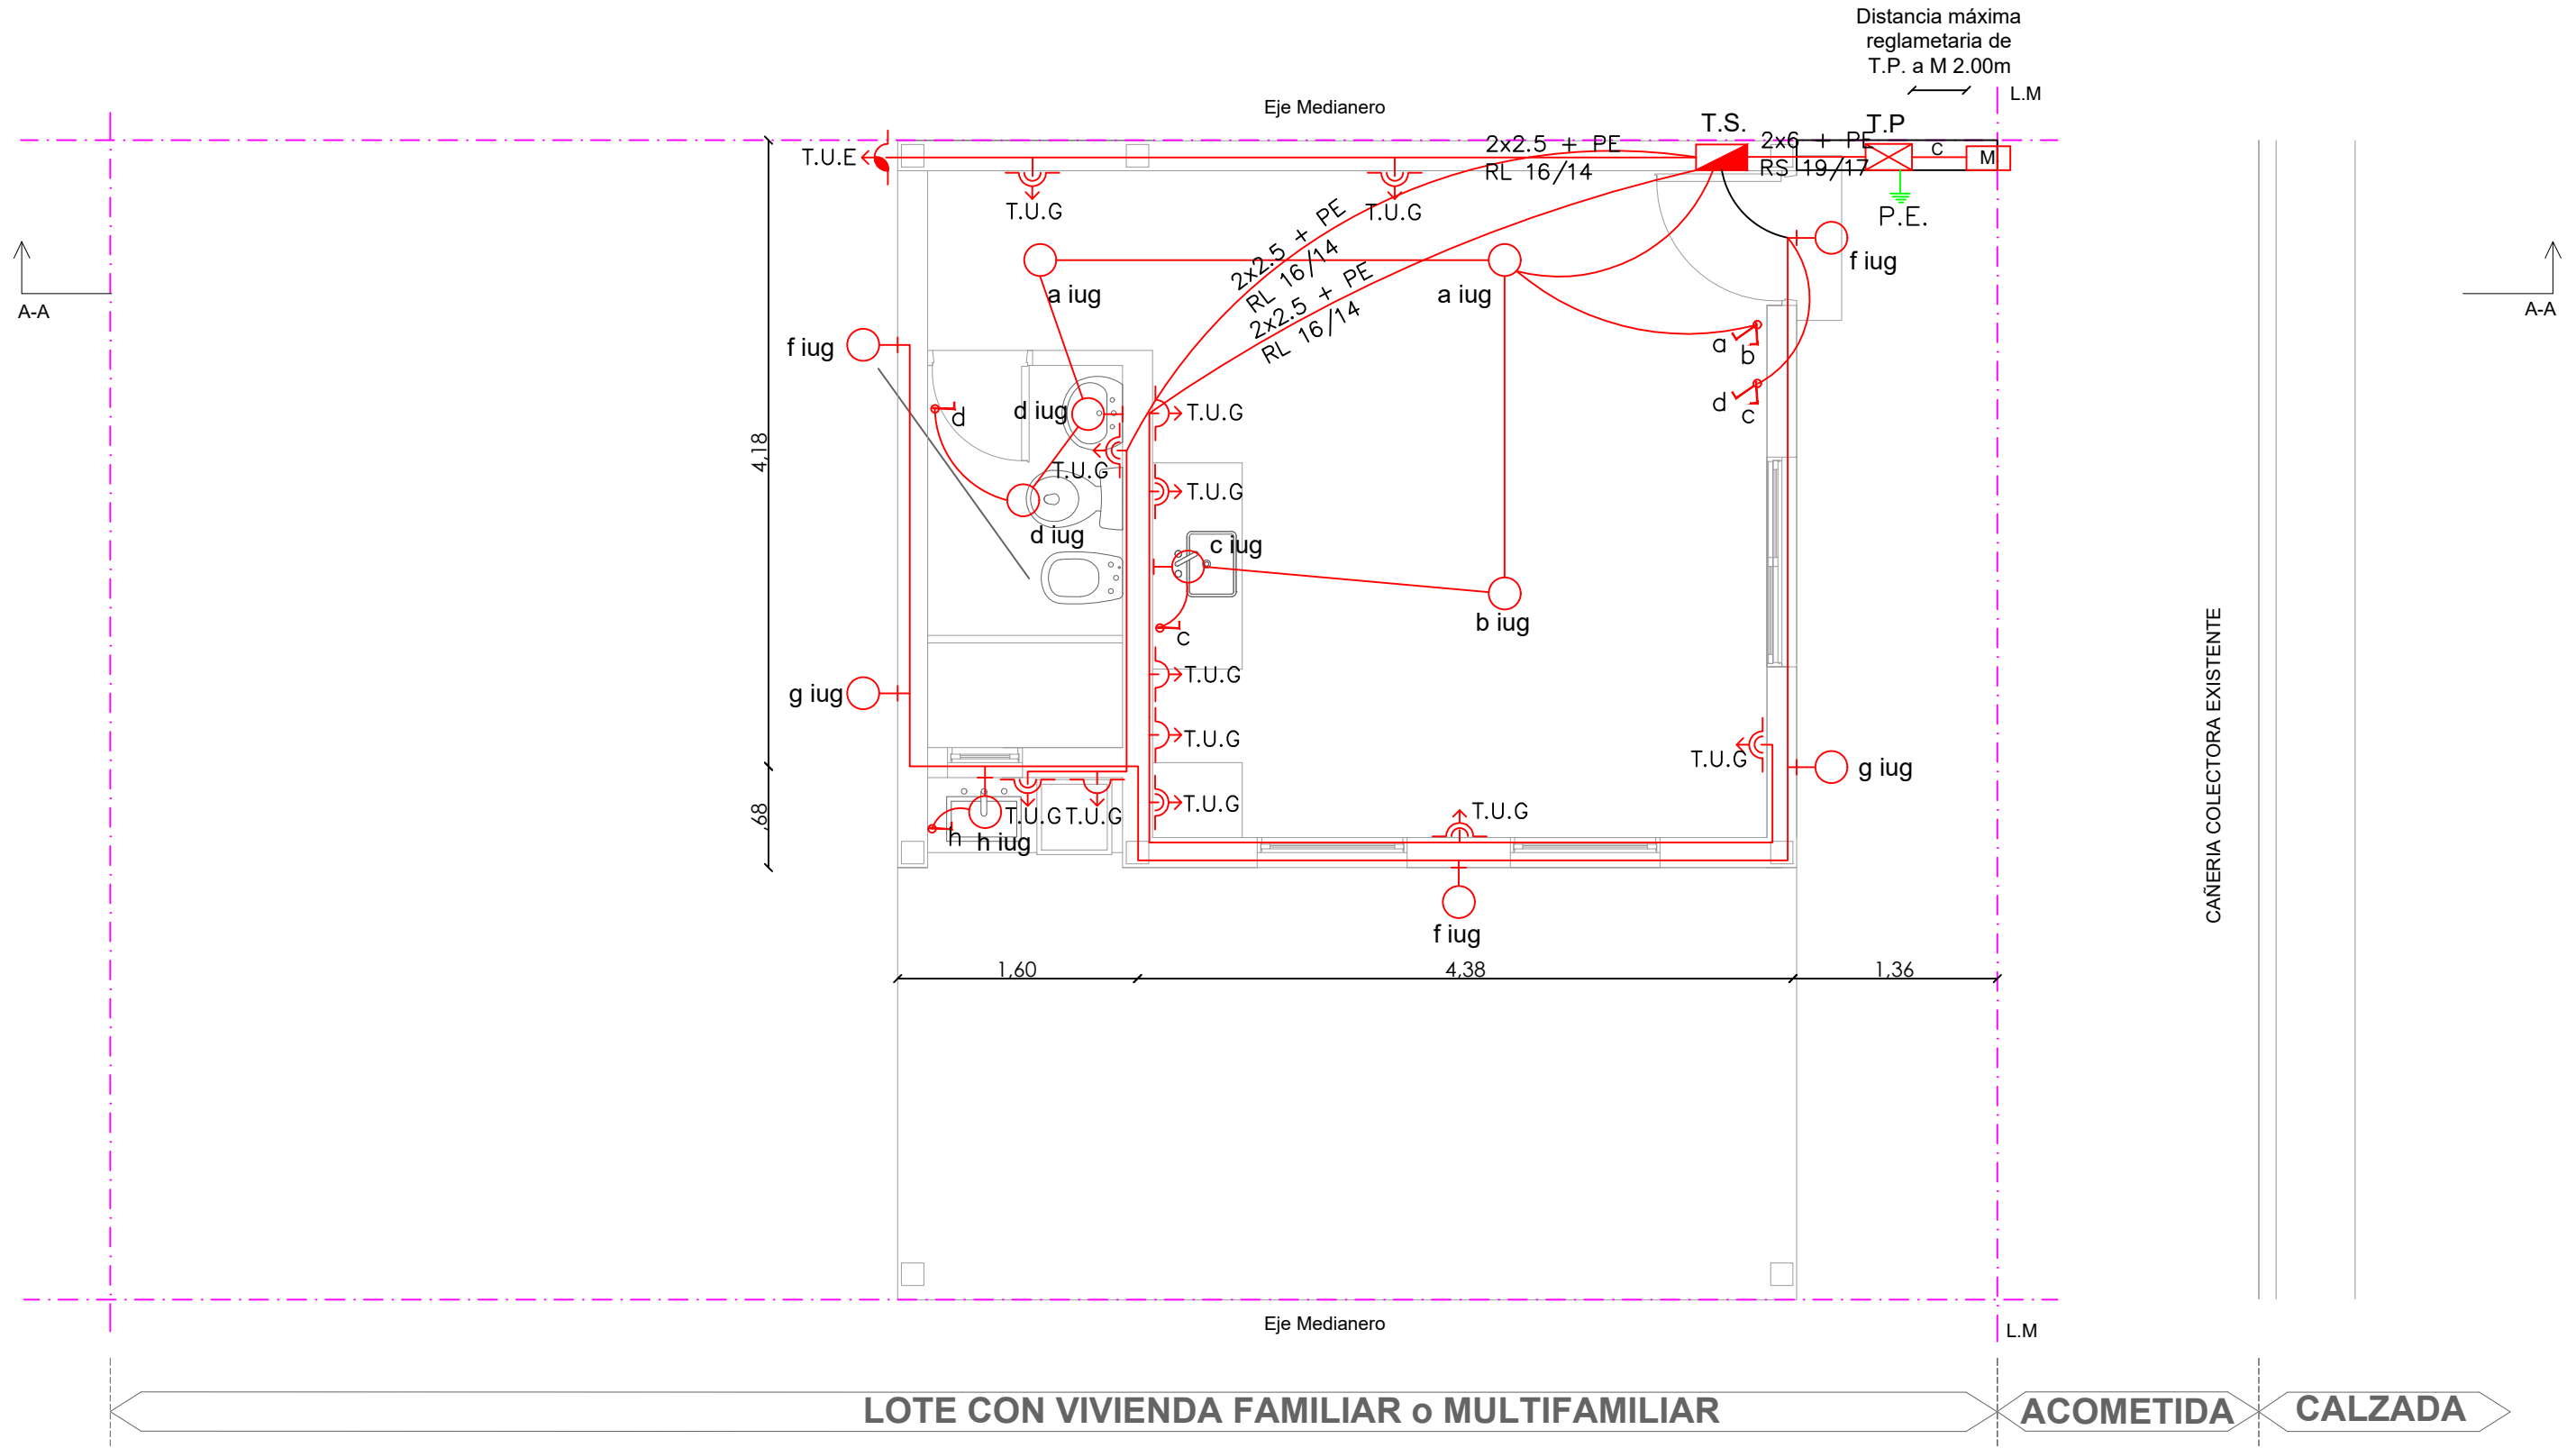 Distancia máxima
reglametaria de
T.P. a M 2.00m
L.M
Eje Medianero
T.S.
T.P
2x2.5 + PE
RL 16/14
2x6 + PE
RS 19/17
C
M
T.U.E
T.U.G
T.U.G
P.E.
2x2.5 + PE
RL 16/14
2x2.5 + PE
RL 16/14
f iug
a iug
a iug
A-A
A-A
f iug
a
b
d
c
d iug
d
T.U.G
T.U.G
T.U.G
4,18
d iug
c iug
b iug
c
T.U.G
g iug
T.U.G
T.U.G
g iug
T.U.G
T.U.G
T.U.G
T.U.G
,68
h
h iug
CAÑERIA COLECTORA EXISTENTE
f iug
1,60
4,38
1,36
Eje Medianero
L.M
LOTE CON VIVIENDA FAMILIAR o MULTIFAMILIAR
ACOMETIDA
CALZADA